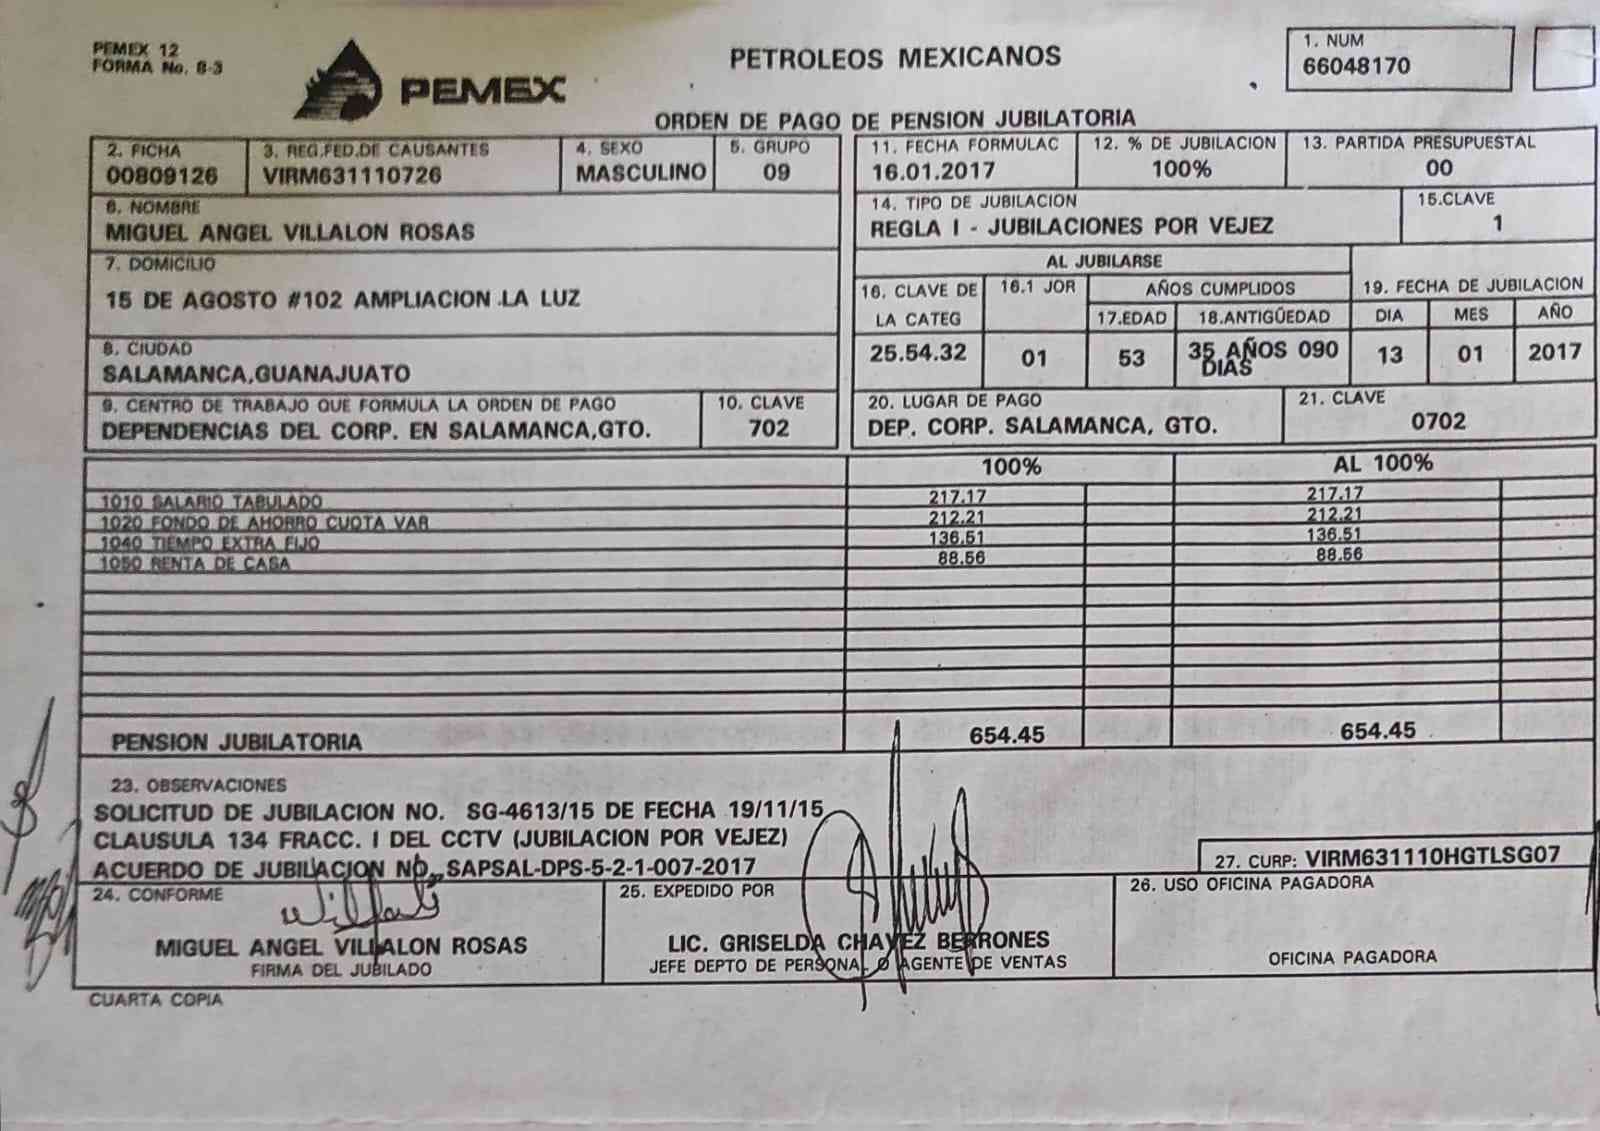 PEMEX 12
FORMA No. 8-3
PEMEX
PETROLEOS MEXICANOS
1. NUM
66048170
ORDEN DE PAGO DE PENSION JUBILATORIA
2. FICHA
00809126
3. REG.FED.DE CAUSANTES
VIRM631110726
4. SEXO
MASCULINO
5. GRUPO
09
11. FECHA FORMULAC
16.01.2017
12. % DE JUBILACION
100%
13. PARTIDA PRESUPUESTAL
00
6. NOMBRE
MIGUEL ANGEL VILLALON ROSAS
14. TIPO DE JUBILACION
REGLA I - JUBILACIONES POR VEJEZ
15.CLAVE
1
7. DOMICILIO
15 DE AGOSTO #102 AMPLIACION LA LUZ
AL JUBILARSE
16. CLAVE DE
LA CATEG
16.1 JOR
AÑOS CUMPLIDOS
17.EDAD
18.ANTIGÜEDAD
19. FECHA DE JUBILACION
DIA
MES
AÑO
8. CIUDAD
SALAMANCA,GUANAJUATO
25.54.32
01
53
35 AÑOS 090
DIAS
13
01
2017
9. CENTRO DE TRABAJO QUE FORMULA LA ORDEN DE PAGO
DEPENDENCIAS DEL CORP. EN SALAMANCA,GTO.
10. CLAVE
702
20. LUGAR DE PAGO
DEP. CORP. SALAMANCA, GTO.
21. CLAVE
0702
100%
AL 100%
1010 SALARIO TABULADO 217.17 217.17
1020 FONDO DE AHORRO CUOTA VAR 212.21 212.21
1040 TIEMPO EXTRA FIJO 136.51 136.51
1050 RENTA DE CASA 88.56 88.56
PENSION JUBILATORIA 654.45 654.45
23. OBSERVACIONES
SOLICITUD DE JUBILACION NO. SG-4613/15 DE FECHA 19/11/15
CLAUSULA 134 FRACC. I DEL CCTV (JUBILACION POR VEJEZ)
ACUERDO DE JUBILACION NO. SAPSAL-DPS-5-2-1-007-2017
27. CURP: VIRM631110HGTLSG07
24. CONFORME
MIGUEL ANGEL VILLALON ROSAS
FIRMA DEL JUBILADO
25. EXPEDIDO POR
LIC. GRISELDA CHAVEZ BERRONES
JEFE DEPTO DE PERSONAL O AGENTE DE VENTAS
26. USO OFICINA PAGADORA
OFICINA PAGADORA
CUARTA COPIA